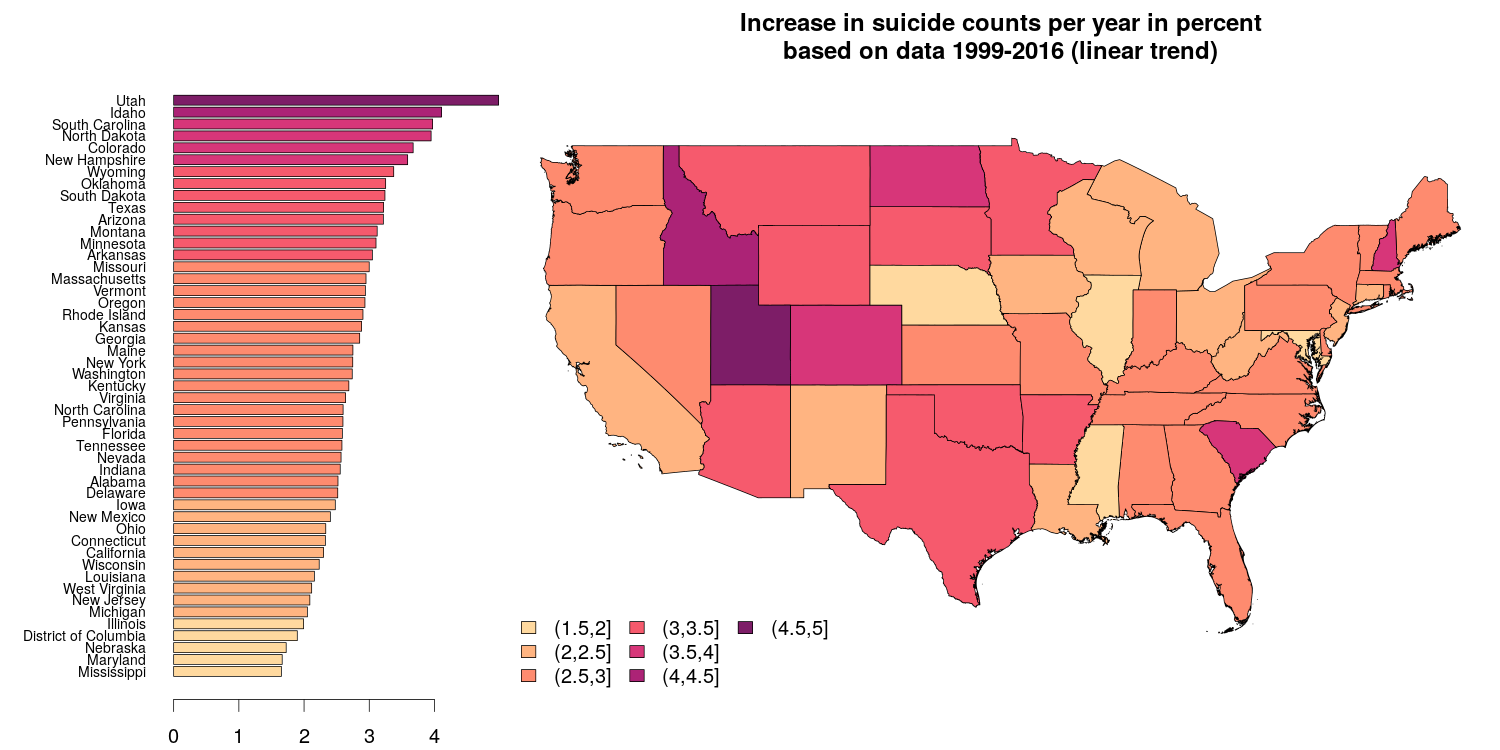 Increase in suicide counts per year in percent
based on data 1999-2016 (linear trend)
Utah
Idaho
South Carolina
North Dakota
Colorado
New Hampshire
Wyoming
Oklahoma
South Dakota
Texas
Arizona
Montana
Minnesota
Arkansas
Missouri
Massachusetts
Vermont
Oregon
Rhode Island
Kansas
Georgia
Maine
New York
Washington
Kentucky
Virginia
North Carolina
Pennsylvania
Florida
Tennessee
Nevada
Indiana
Alabama
Delaware
Iowa
New Mexico
Ohio
Connecticut
California
Wisconsin
Louisiana
West Virginia
New Jersey
Michigan
Illinois
District of Columbia
Nebraska
Maryland
Mississippi
0 1 2 3 4
(1.5,2] (3,3.5] (4.5,5]
(2,2.5] (3.5,4]
(2.5,3] (4,4.5]